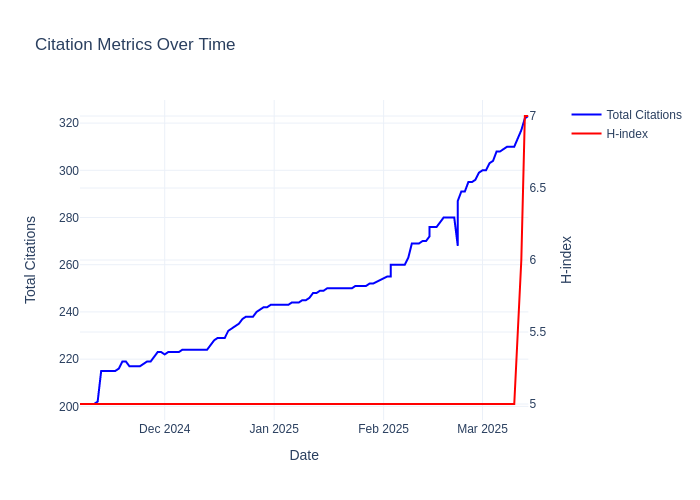 Citation Metrics Over Time
Total Citations
H-index
320
300
280
260
240
220
200
7
6.5
6
5.5
5
Dec 2024
Jan 2025
Feb 2025
Mar 2025
Date
Total Citations
H-index